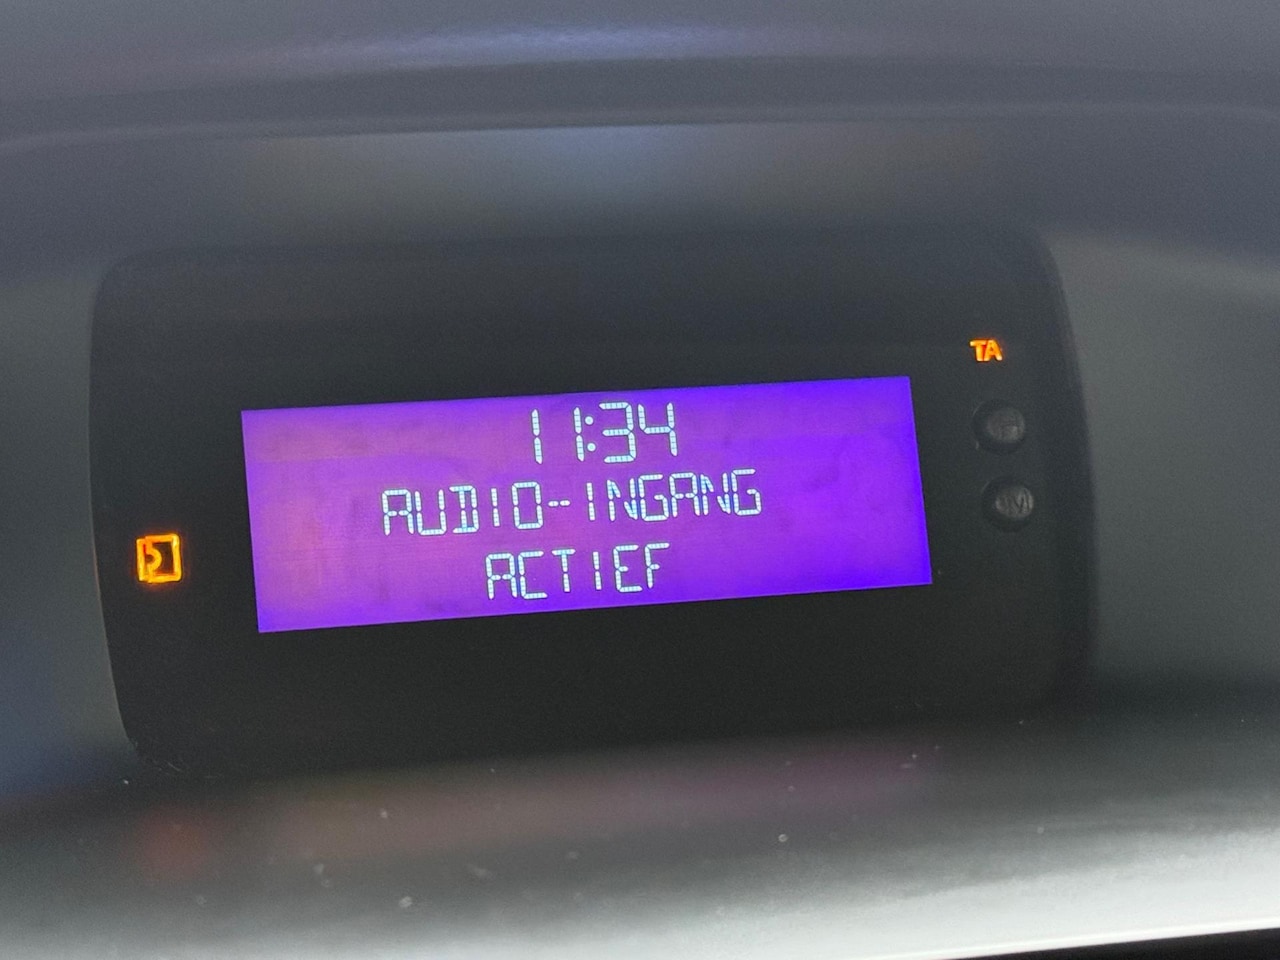 TA
11:34
AUDIO-INGANG
ACTIEF
H
M